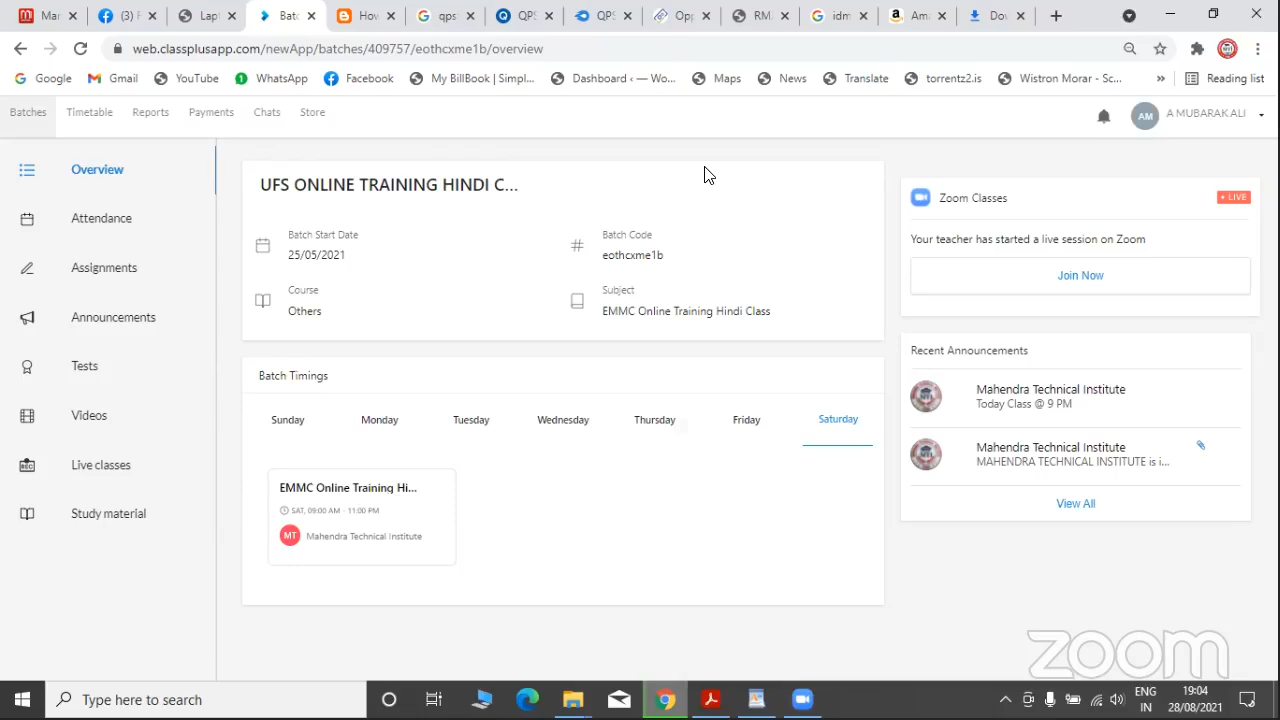 Mar
(3) F
Lapt
Batc
How
qps
QPS
QPS
Opp
RM
idm
Ama
Dov
web.classplusapp.com/newApp/batches/409757/eothcxme1b/overview
Google
Gmail
YouTube
WhatsApp
Facebook
My BillBook | Simpl...
Dashboard ‹ — Wo...
Maps
News
Translate
torrentz2.is
Wistron Morar - Sc...
»
Reading list
Batches
Timetable
Reports
Payments
Chats
Store
AM
A MUBARAK ALI
Overview
Attendance
Assignments
Announcements
Tests
Videos
REC
Live classes
Study material
UFS ONLINE TRAINING HINDI C...
Batch Start Date
25/05/2021
Batch Code
eothcxme1b
Course
Others
Subject
EMMC Online Training Hindi Class
Batch Timings
Sunday
Monday
Tuesday
Wednesday
Thursday
Friday
Saturday
EMMC Online Training Hi...
SAT, 09:00 AM - 11:00 PM
MT
Mahendra Technical Institute
Zoom Classes
• LIVE
Your teacher has started a live session on Zoom
Join Now
Recent Announcements
Mahendra Technical Institute
Today Class @ 9 PM
Mahendra Technical Institute
MAHENDRA TECHNICAL INSTITUTE is i...
View All
zoom
Type here to search
ENG
IN
19:04
28/08/2021